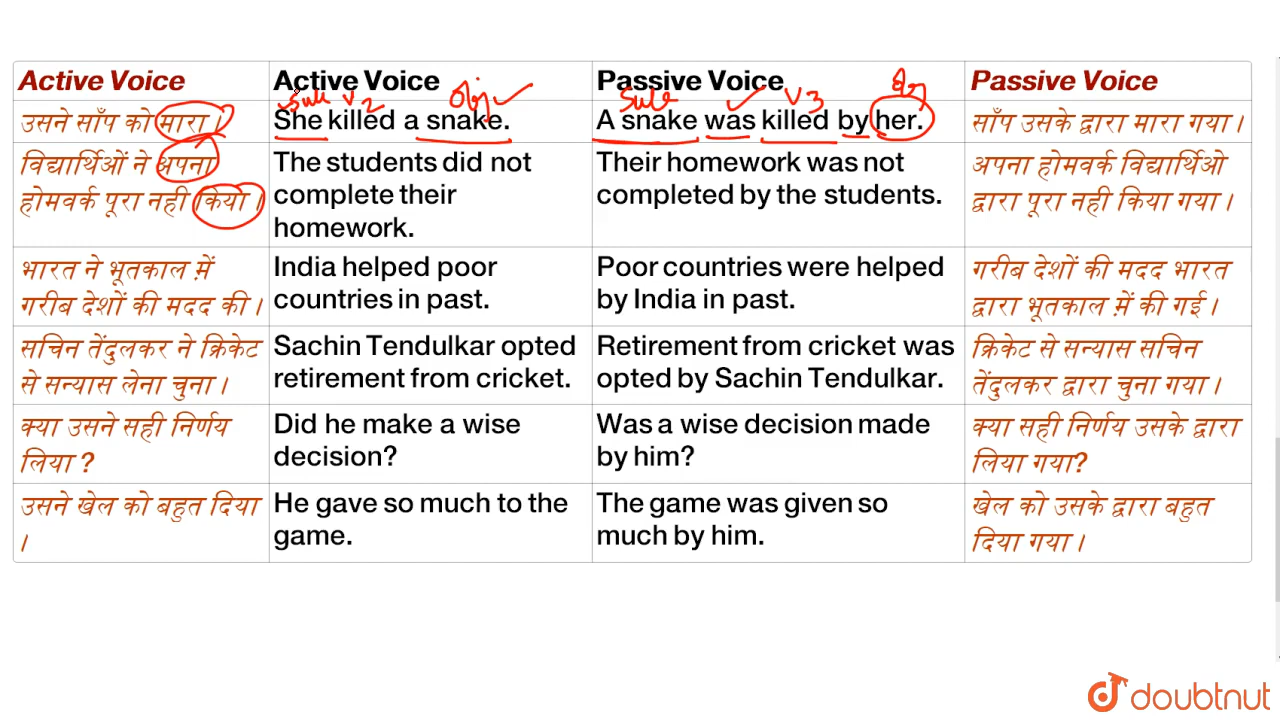 Active Voice Active Voice Passive Voice Passive Voice
Sub V2 Obj Sub V3 Obj
उसने साँप को मारा । She killed a snake. A snake was killed by her. साँप उसके द्वारा मारा गया ।
विद्यार्थिओं ने अपना The students did not Their homework was not अपना होमवर्क विद्यार्थिओ
होमवर्क पूरा नही किया । complete their completed by the students. द्वारा पूरा नही किया गया ।
homework.
भारत ने भूतकाल म़ें India helped poor Poor countries were helped गरीब देशों की मदद भारत
गरीब देशों की मदद की । countries in past. by India in past. द्वारा भूतकाल म़ें की गई ।
सचिन तेंदुलकर ने क्रिकेट Sachin Tendulkar opted Retirement from cricket was क्रिकेट से सन्यास सचिन
से सन्यास लेना चुना । retirement from cricket. opted by Sachin Tendulkar. तेंदुलकर द्वारा चुना गया ।
क्या उसने सही निर्णय Did he make a wise Was a wise decision made क्या सही निर्णय उसके द्वारा
लिया ? decision? by him? लिया गया?
उसने खेल को बहुत दिया He gave so much to the The game was given so खेल को उसके द्वारा बहुत
। game. much by him. दिया गया ।
doubtnut